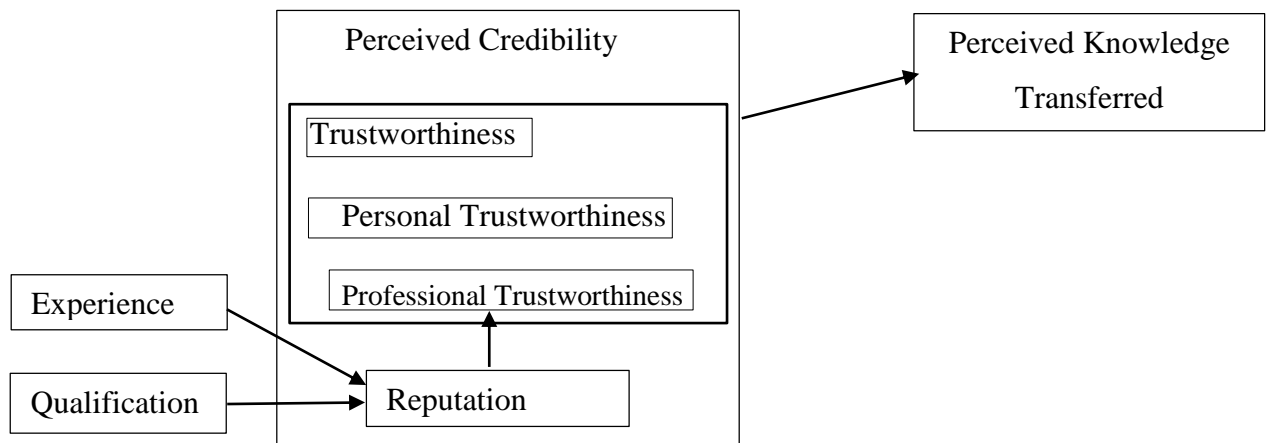 Perceived Credibility
Perceived Knowledge
Transferred
Trustworthiness
Personal Trustworthiness
Professional Trustworthiness
Experience
Qualification
Reputation